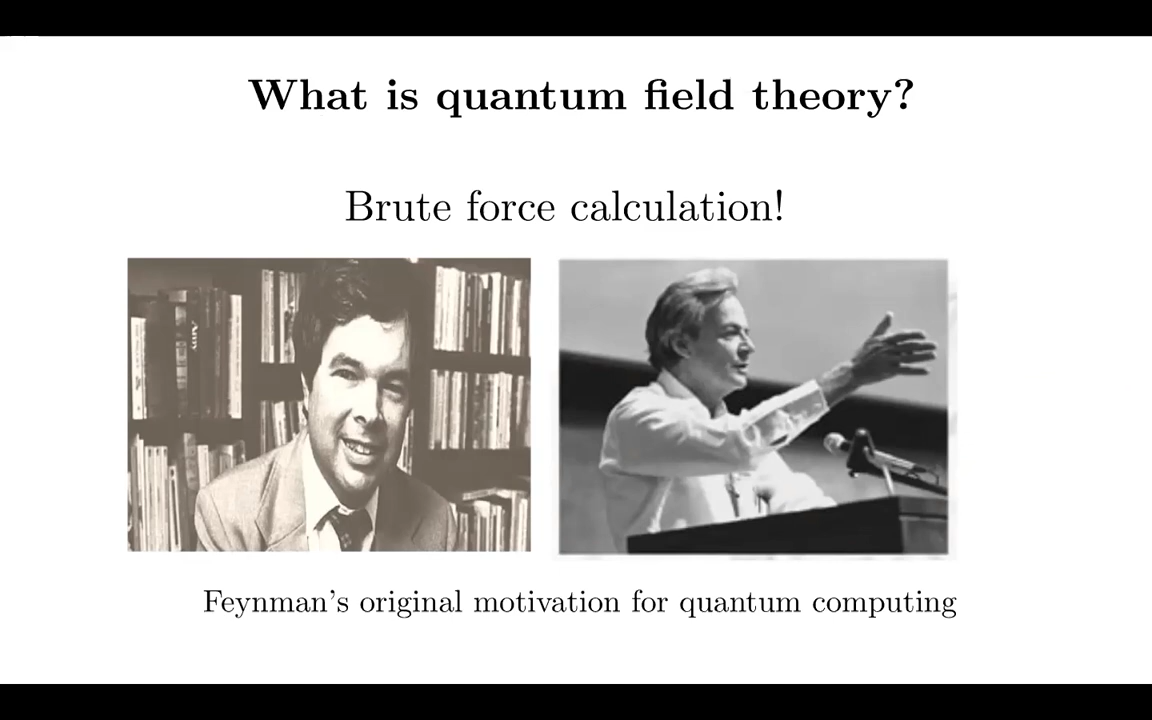 What is quantum field theory?
Brute force calculation!
Feynman's original motivation for quantum computing